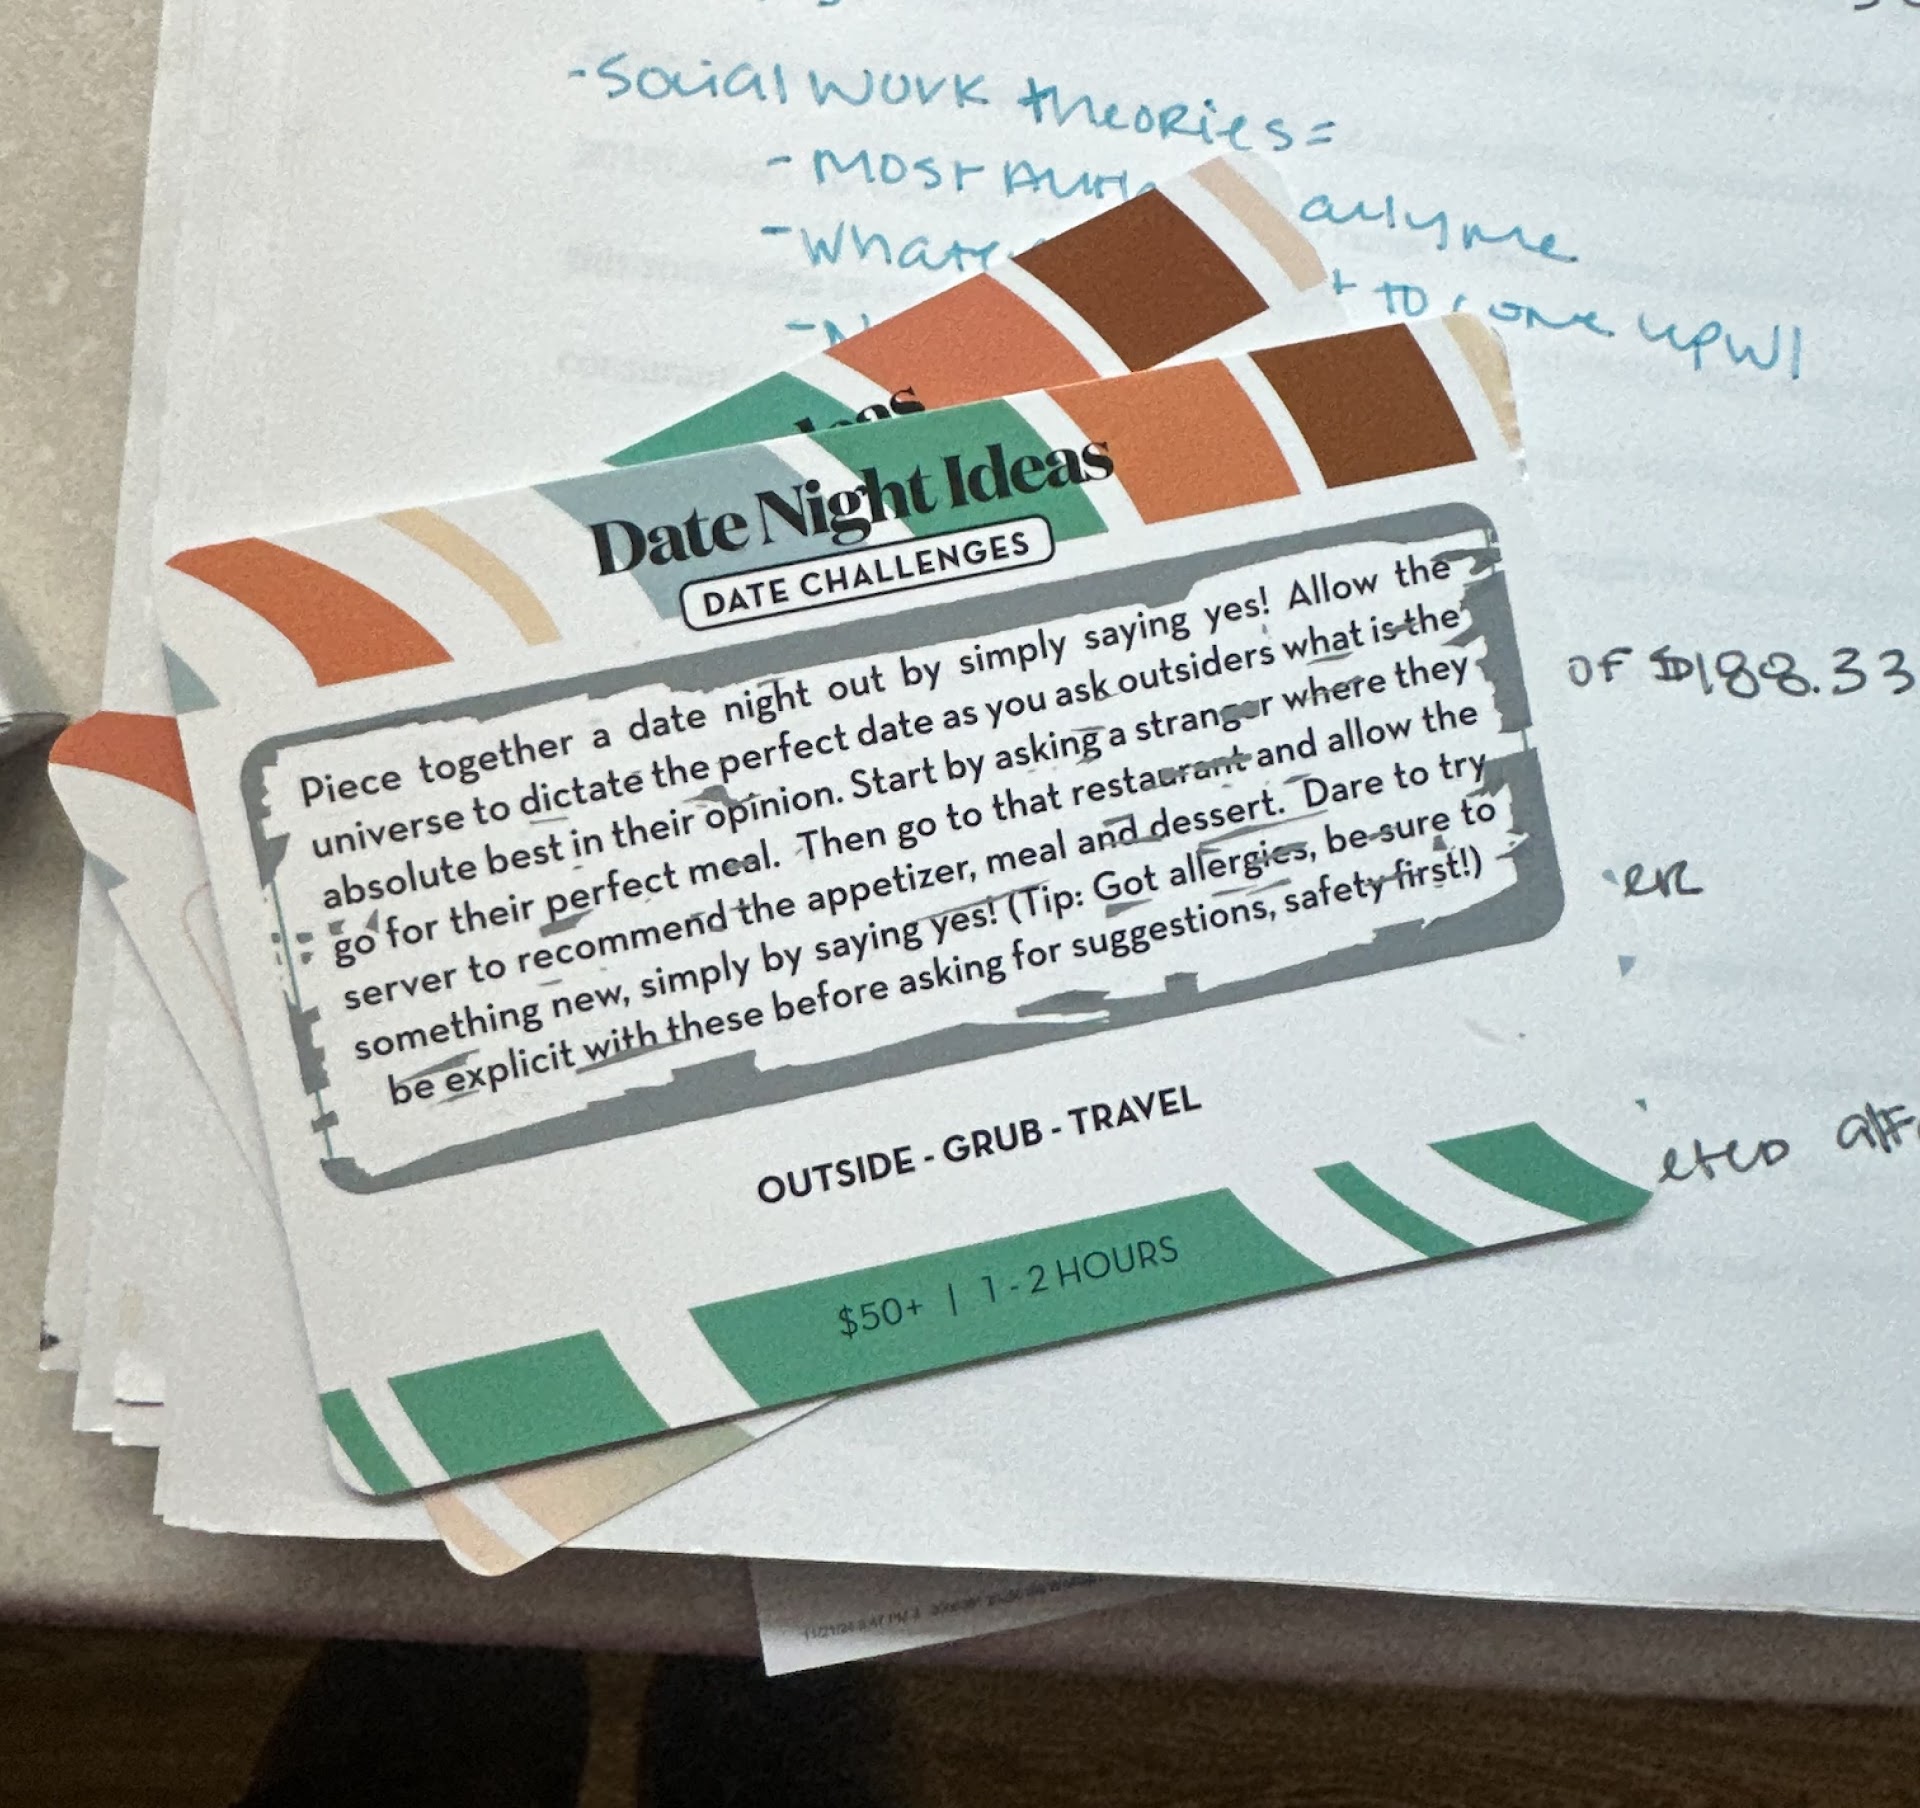 -Social work theories=
- MOST
-
-
to come up w/
Ideas
Date Night Ideas
DATE CHALLENGES
Piece together a date night out by simply saying yes! Allow the
universe to dictate the perfect date as you ask outsiders what is the
absolute best in their opinion. Start by asking a stranger where they
go for their perfect meal. Then go to that restaurant and allow the
server to recommend the appetizer, meal and dessert. Dare to try
something new, simply by saying yes! (Tip: Got allergies, be sure to
be explicit with these before asking for suggestions, safety first!)
OF $188.33
OUTSIDE - GRUB - TRAVEL
$50+ | 1 - 2 HOURS